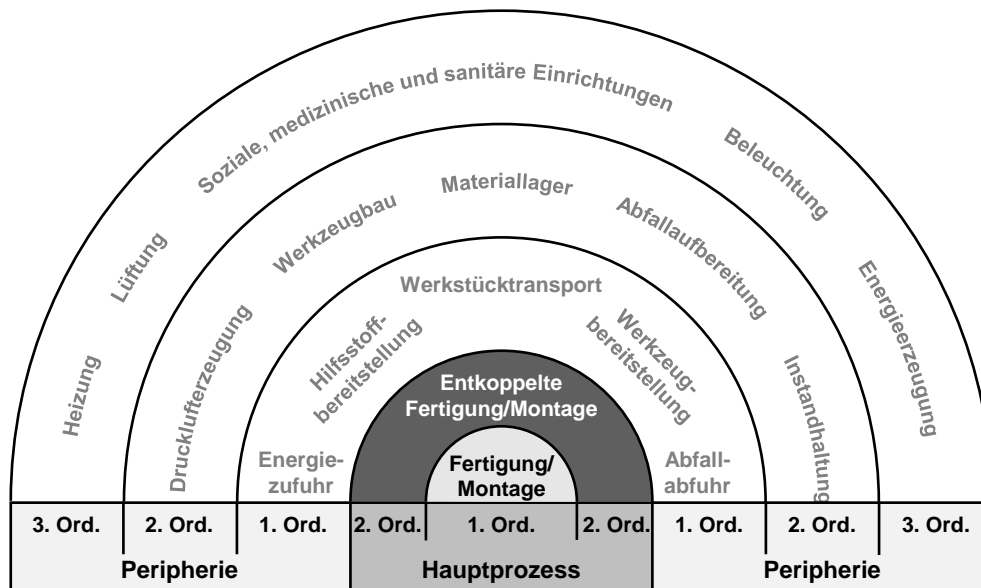 Soziale, medizinische und sanitäre Einrichtungen
Beleuchtung
Lüftung
Heizung
Energieerzeugung
Materiallager
Werkzeugbau
Abfallaufbereitung
Drucklufterzeugung
Instandhaltung
Werkstücktransport
Hilfsstoff-
bereitstellung
Werkzeug-
bereitstellung
Energie-
zufuhr
Abfall-
abfuhr
Entkoppelte
Fertigung/Montage
Fertigung/
Montage
3. Ord. 2. Ord. 1. Ord. 2. Ord. 1. Ord. 2. Ord. 1. Ord. 2. Ord. 3. Ord.
Peripherie Hauptprozess Peripherie